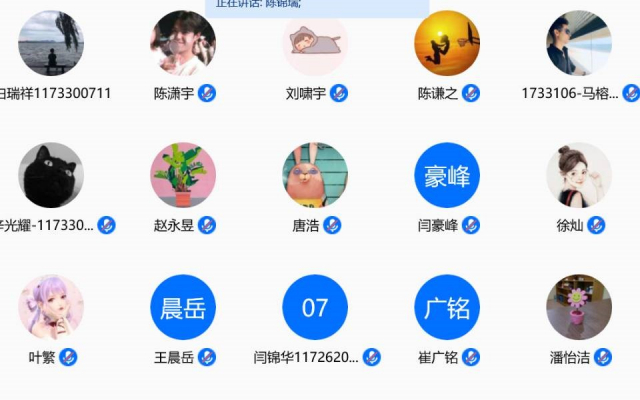 正在讲话: 陈锦瑞;
瑞祥1173300711
陈潇宇
刘啸宇
陈谦之
1733106-马榕...
光耀-117330...
赵永昱
唐浩
豪峰
闫豪峰
徐灿
叶繁
晨岳
王晨岳
07
闫锦华1172620...
广铭
崔广铭
潘怡洁